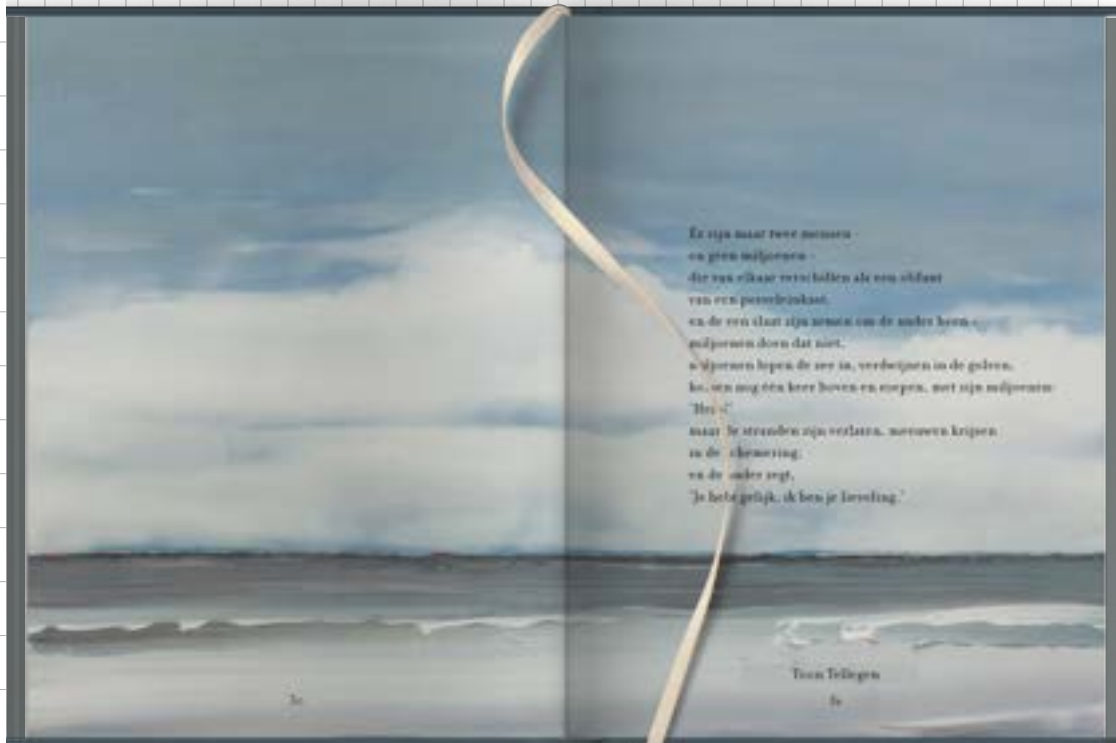 Er zijn maar twee mensen -
en geen miljoenen -
die van elkaar verschillen als een olifant
van een porseleinkast,
en de een slaat zijn armen om de ander heen -
miljoenen doen dat niet,
lopen de zee in, verdwijnen in de golven,
nog één keer boven en roepen, met zijn miljoenen:
maar stranden zijn verlaten, meeuwen krijsen
in de
en de zegt,
"Je hebt gelijk, ik ben je lieveling."
Toon Tellegen